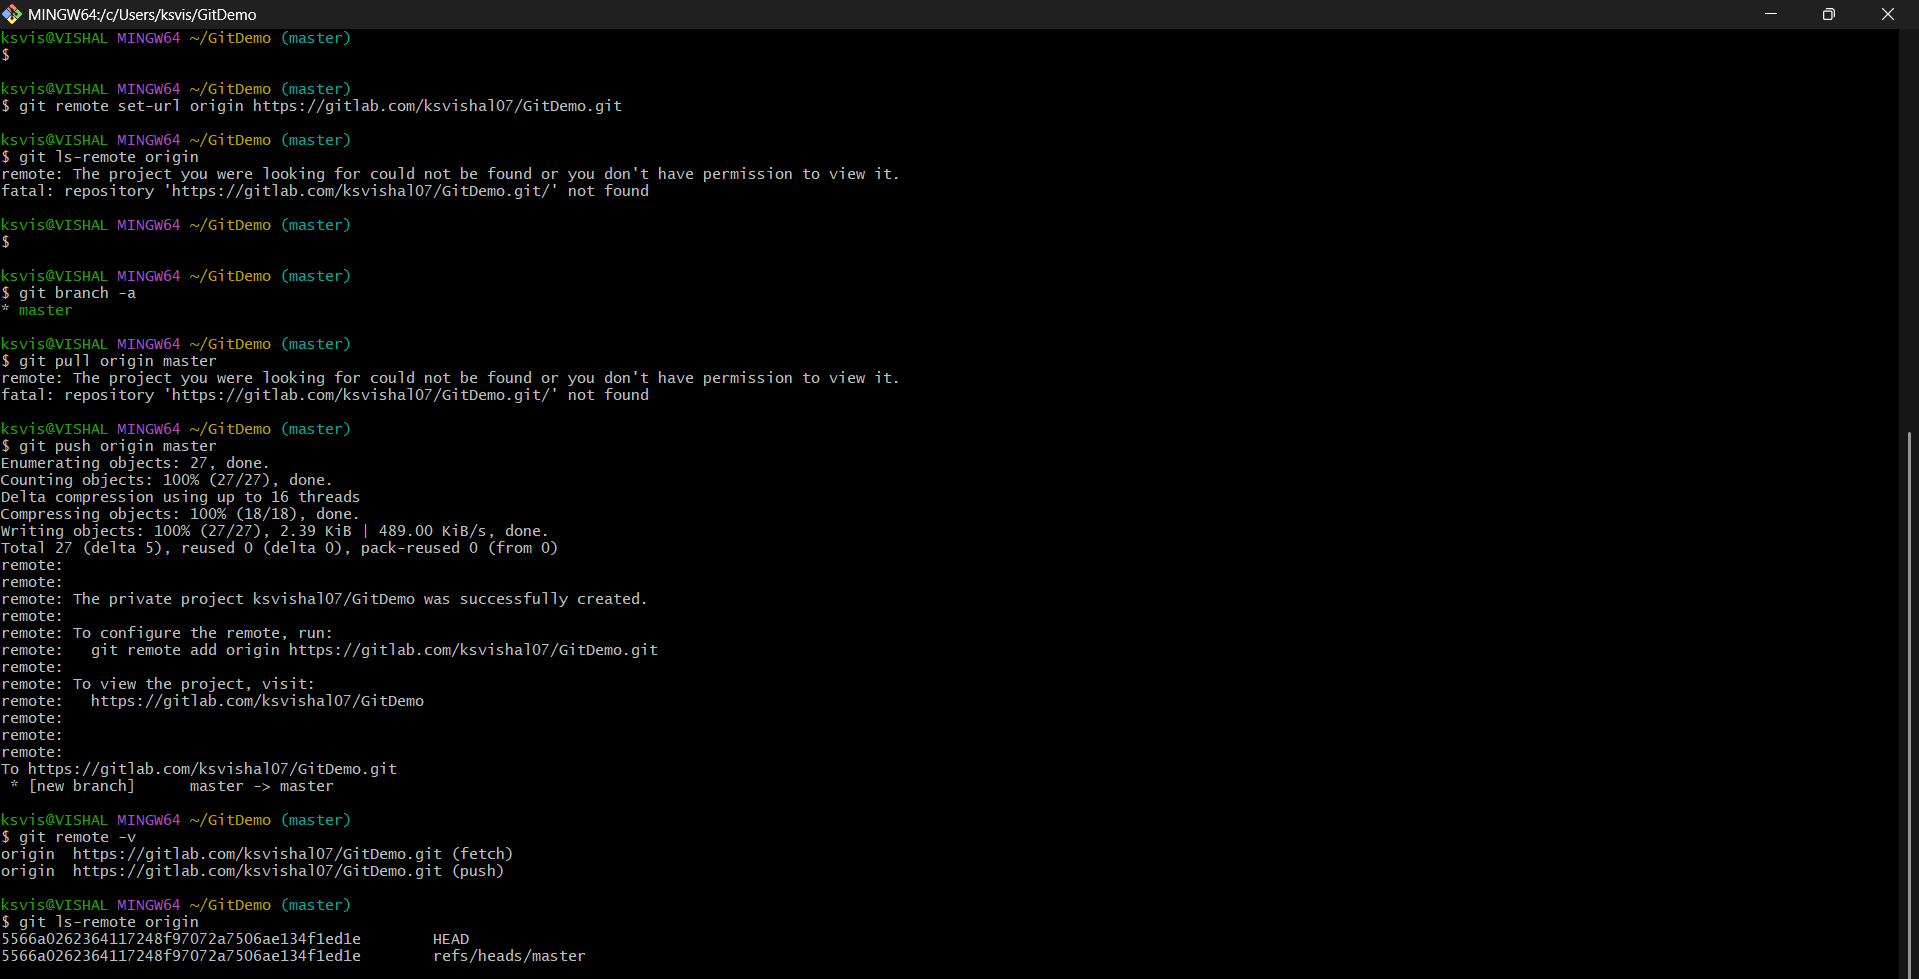 MINGW64:/c/Users/ksvis/GitDemo
ksvis@VISHAL MINGW64 ~/GitDemo (master)
$
ksvis@VISHAL MINGW64 ~/GitDemo (master)
$ git remote set-url origin https://gitlab.com/ksvishal07/GitDemo.git
ksvis@VISHAL MINGW64 ~/GitDemo (master)
$ git ls-remote origin
remote: The project you were looking for could not be found or you don't have permission to view it.
fatal: repository 'https://gitlab.com/ksvishal07/GitDemo.git/' not found
ksvis@VISHAL MINGW64 ~/GitDemo (master)
$
ksvis@VISHAL MINGW64 ~/GitDemo (master)
$ git branch -a
* master
ksvis@VISHAL MINGW64 ~/GitDemo (master)
$ git pull origin master
remote: The project you were looking for could not be found or you don't have permission to view it.
fatal: repository 'https://gitlab.com/ksvishal07/GitDemo.git/' not found
ksvis@VISHAL MINGW64 ~/GitDemo (master)
$ git push origin master
Enumerating objects: 27, done.
Counting objects: 100% (27/27), done.
Delta compression using up to 16 threads
Compressing objects: 100% (18/18), done.
Writing objects: 100% (27/27), 2.39 KiB | 489.00 KiB/s, done.
Total 27 (delta 5), reused 0 (delta 0), pack-reused 0 (from 0)
remote:
remote:
remote: The private project ksvishal07/GitDemo was successfully created.
remote:
remote: To configure the remote, run:
remote:   git remote add origin https://gitlab.com/ksvishal07/GitDemo.git
remote:
remote: To view the project, visit:
remote:   https://gitlab.com/ksvishal07/GitDemo
remote:
remote:
remote:
To https://gitlab.com/ksvishal07/GitDemo.git
 * [new branch]      master -> master
ksvis@VISHAL MINGW64 ~/GitDemo (master)
$ git remote -v
origin  https://gitlab.com/ksvishal07/GitDemo.git (fetch)
origin  https://gitlab.com/ksvishal07/GitDemo.git (push)
ksvis@VISHAL MINGW64 ~/GitDemo (master)
$ git ls-remote origin
5566a0262364117248f97072a7506ae134f1ed1e        HEAD
5566a0262364117248f97072a7506ae134f1ed1e        refs/heads/master